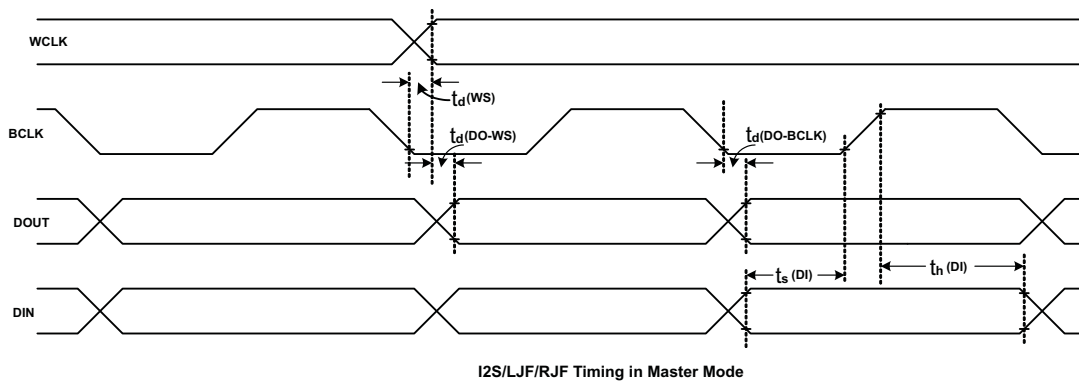 WCLK
td(WS)
BCLK
td(DO-WS)
td(DO-BCLK)
DOUT
ts(DI)
th(DI)
DIN
I2S/LJF/RJF Timing in Master Mode